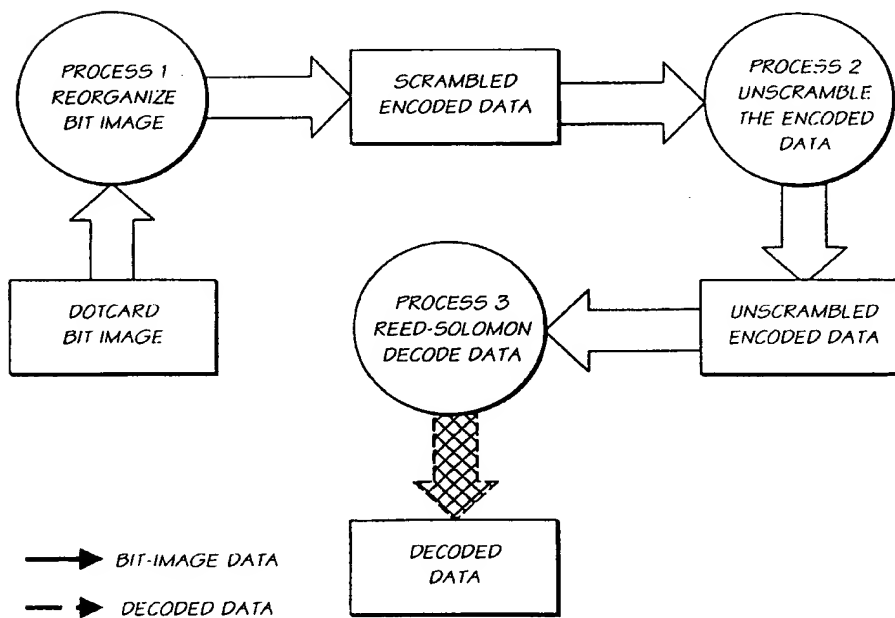 PROCESS 1
REORGANIZE
BIT IMAGE
SCRAMBLED
ENCODED DATA
PROCESS 2
UNSCRAMBLE
THE ENCODED
DATA
DOTCARD
BIT IMAGE
PROCESS 3
REED-SOLOMON
DECODE DATA
UNSCRAMBLED
ENCODED DATA
DECODED
DATA
BIT-IMAGE DATA
DECODED DATA